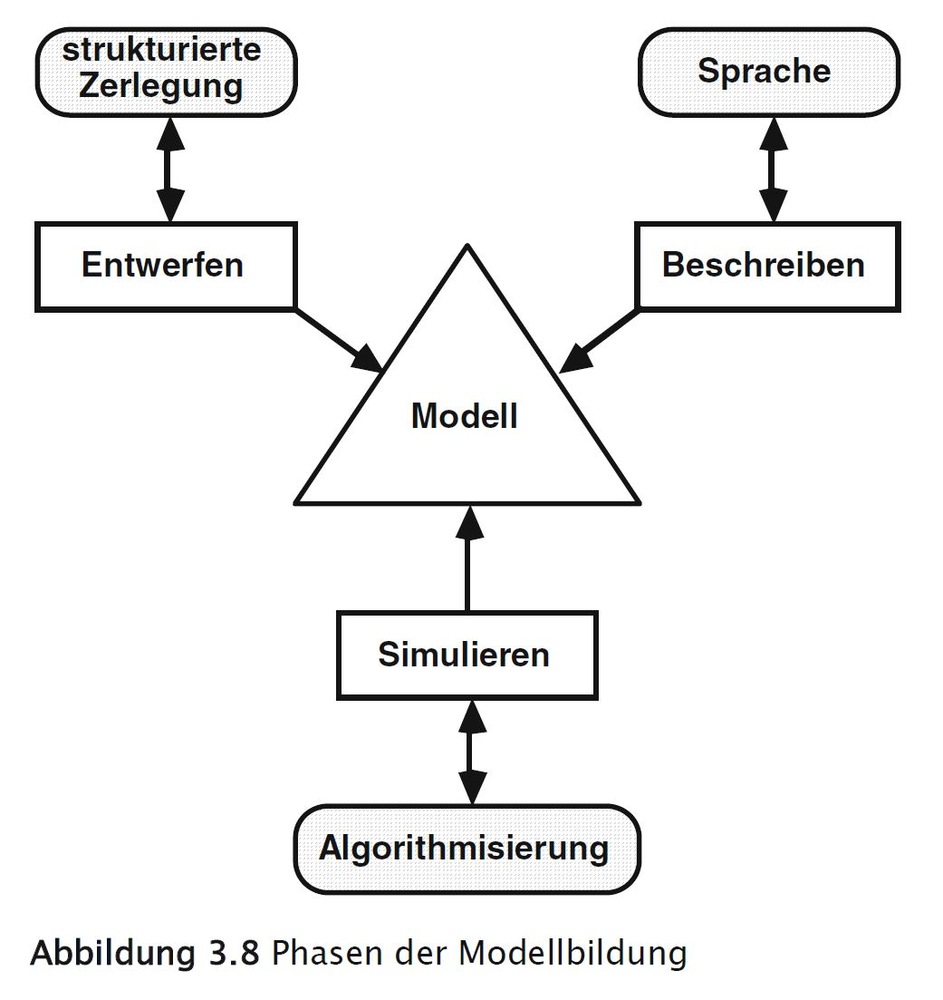 strukturierte
Zerlegung
Sprache
Entwerfen
Beschreiben
Modell
Simulieren
Algorithmisierung
Abbildung 3.8 Phasen der Modellbildung